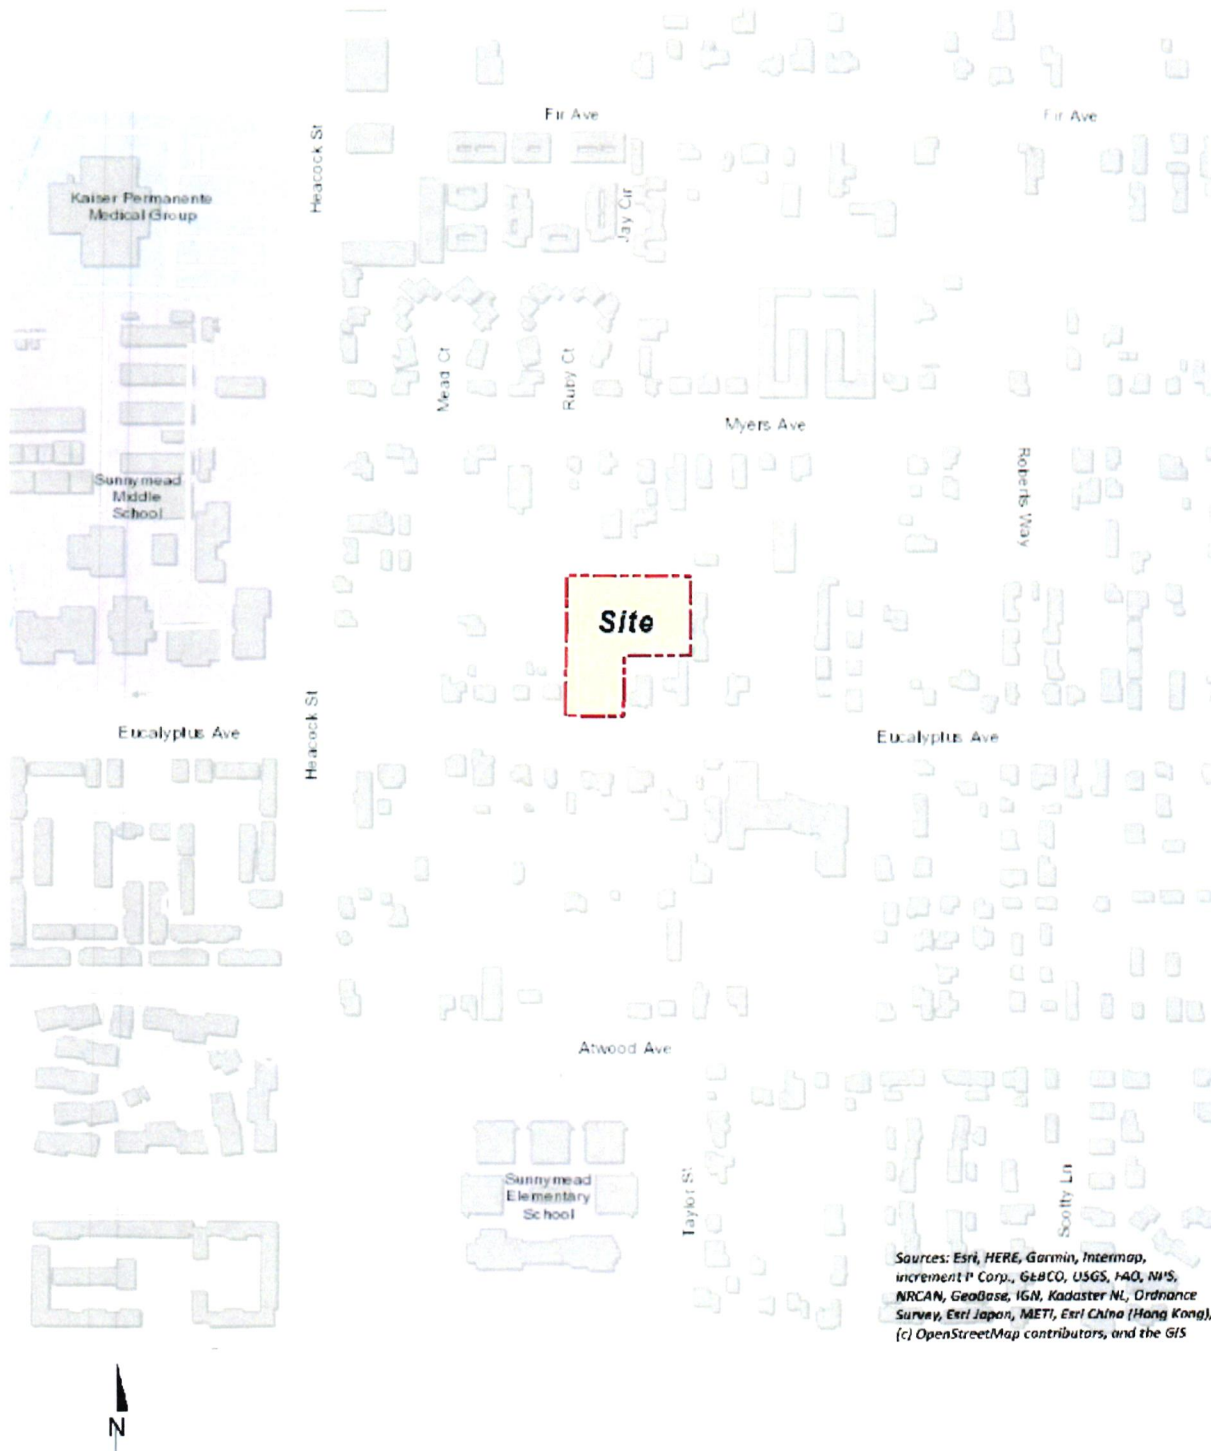 Fir Ave
Fir Ave
Heacock St
Kaiser Permanente
Medical Group
Jay Cir
Mead Ct
Ruby Ct
Myers Ave
Roberts Way
Sunnymead
Middle
School
Site
Heacock St
Eucalyptus Ave
Eucalyptus Ave
Atwood Ave
Sunnymead
Elementary
School
Taylor St
Scotty Ln
Sources: Esri, HERE, Garmin, Intermap,
increment P Corp., GEBCO, USGS, FAO, NPS,
NRCAN, GeoBase, IGN, Kadaster NL, Ordnance
Survey, Esri Japan, METI, Esri China (Hong Kong),
(c) OpenStreetMap contributors, and the GIS
N